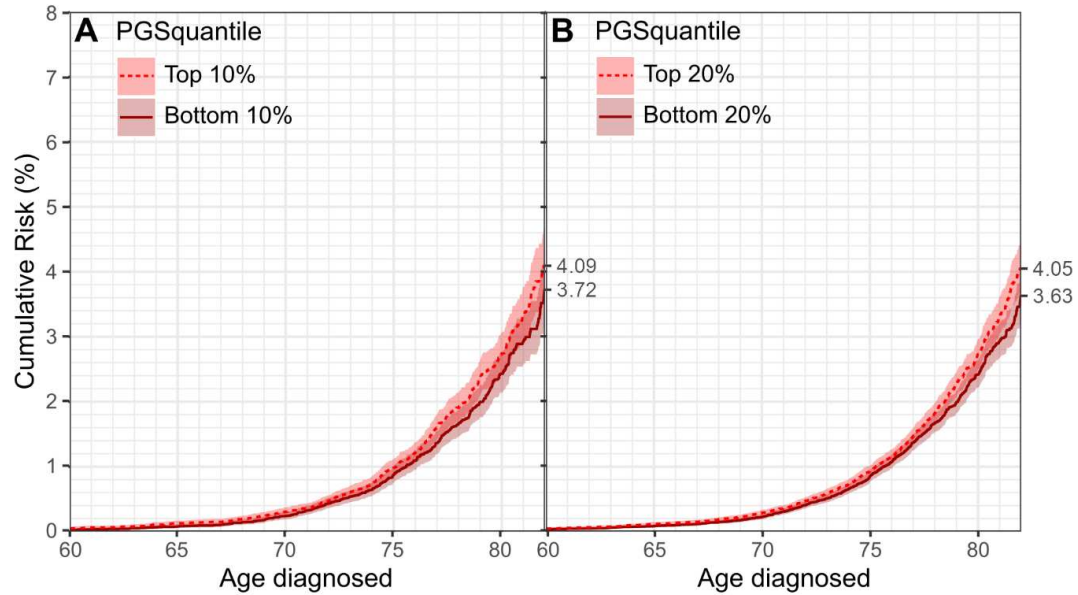 A PGSquantile
Top 10%
Bottom 10%
B PGSquantile
Top 20%
Bottom 20%
Cumulative Risk (%)
8
7
6
5
4
3
2
1
0
4.09
3.72
4.05
3.63
60 65 70 75 80
60 65 70 75 80
Age diagnosed
Age diagnosed